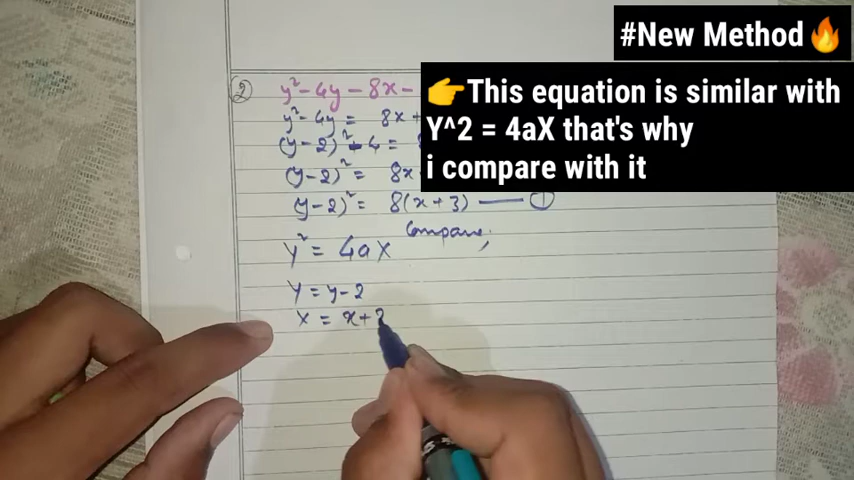 #New Method🔥
👉This equation is similar with
Y^2 = 4aX that's why
i compare with it
(2) y² - 4y - 8x -
y² - 4y = 8x +
(y - 2)² - 4 =
(y - 2)² = 8x
(y - 2)² = 8(x + 3) —— ①
Compare,
Y² = 4aX
Y = y - 2
X = x +